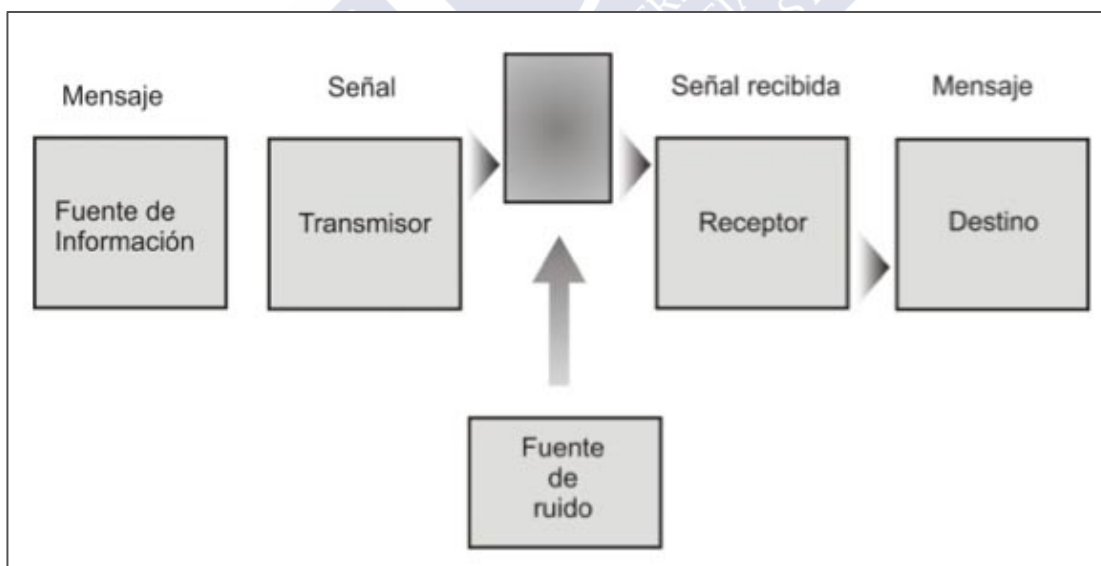 Mensaje
Señal
Señal recibida
Mensaje
Fuente de
Información
Transmisor
Receptor
Destino
Fuente
de
ruido